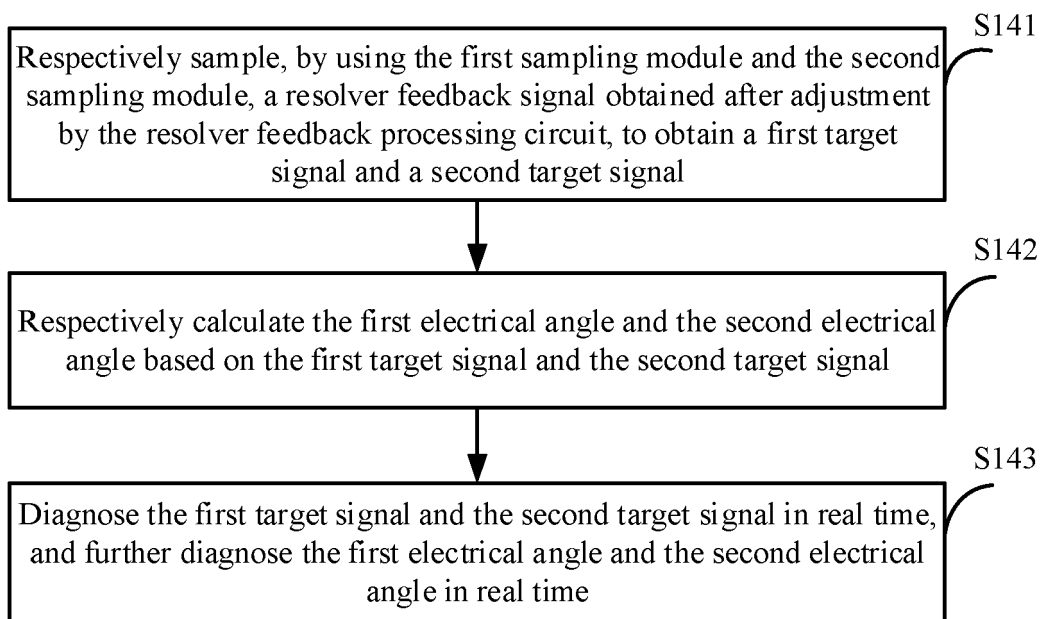 S141
Respectively sample, by using the first sampling module and the second
sampling module, a resolver feedback signal obtained after adjustment
by the resolver feedback processing circuit, to obtain a first target
signal and a second target signal
S142
Respectively calculate the first electrical angle and the second electrical
angle based on the first target signal and the second target signal
S143
Diagnose the first target signal and the second target signal in real time,
and further diagnose the first electrical angle and the second electrical
angle in real time